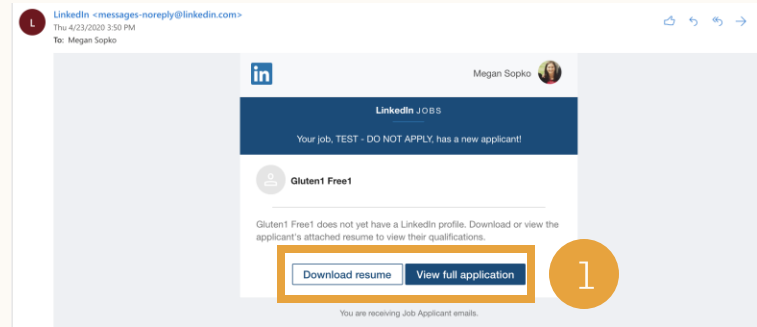 L
LinkedIn <messages-noreply@linkedin.com>
Thu 4/23/2020 3:50 PM
To: Megan Sopko
in
Megan Sopko
LinkedIn JOBS
Your job, TEST - DO NOT APPLY, has a new applicant!
Gluten1 Free1
Gluten1 Free1 does not yet have a LinkedIn profile. Download or view the
applicant's attached resume to view their qualifications.
Download resume
View full application
1
You are receiving Job Applicant emails.